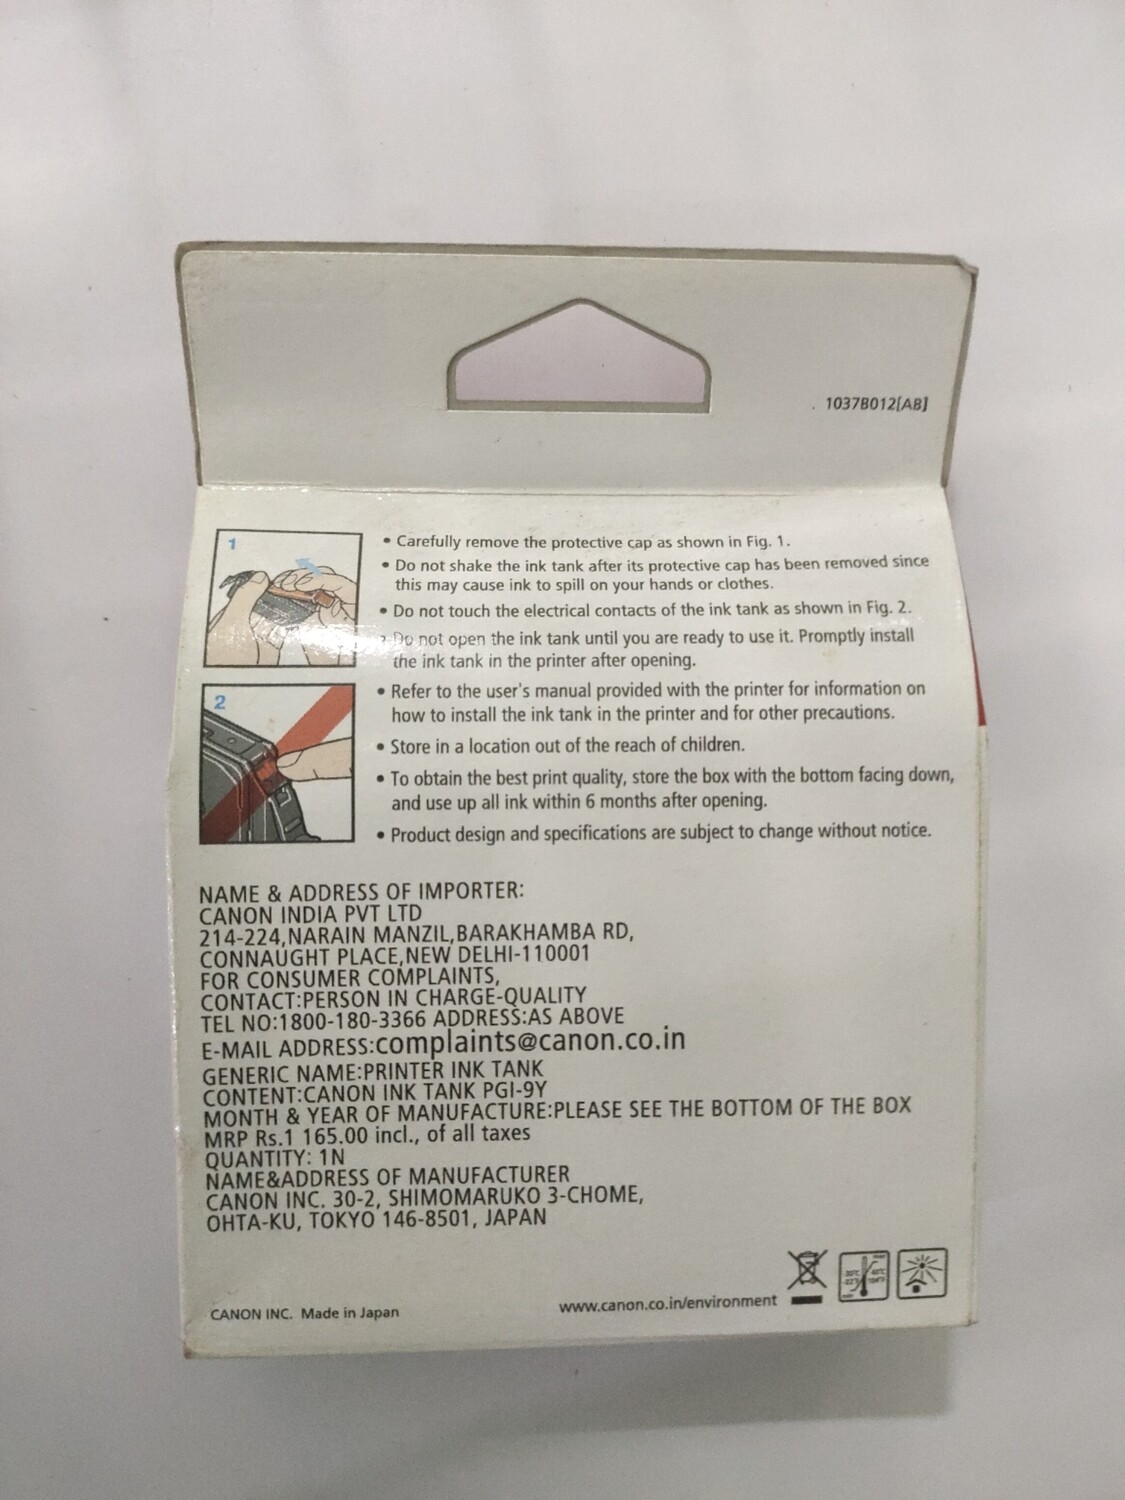 1037B012[AB]
1
• Carefully remove the protective cap as shown in Fig. 1.
• Do not shake the ink tank after its protective cap has been removed since
this may cause ink to spill on your hands or clothes.
• Do not touch the electrical contacts of the ink tank as shown in Fig. 2.
• Do not open the ink tank until you are ready to use it. Promptly install
the ink tank in the printer after opening.
2
• Refer to the user's manual provided with the printer for information on
how to install the ink tank in the printer and for other precautions.
• Store in a location out of the reach of children.
• To obtain the best print quality, store the box with the bottom facing down,
and use up all ink within 6 months after opening.
• Product design and specifications are subject to change without notice.
NAME & ADDRESS OF IMPORTER:
CANON INDIA PVT LTD
214-224,NARAIN MANZIL,BARAKHAMBA RD,
CONNAUGHT PLACE,NEW DELHI-110001
FOR CONSUMER COMPLAINTS,
CONTACT:PERSON IN CHARGE-QUALITY
TEL NO:1800-180-3366 ADDRESS:AS ABOVE
E-MAIL ADDRESS:complaints@canon.co.in
GENERIC NAME:PRINTER INK TANK
CONTENT:CANON INK TANK PGI-9Y
MONTH & YEAR OF MANUFACTURE:PLEASE SEE THE BOTTOM OF THE BOX
MRP Rs.1 165.00 incl., of all taxes
QUANTITY: 1N
NAME&ADDRESS OF MANUFACTURER
CANON INC. 30-2, SHIMOMARUKO 3-CHOME,
OHTA-KU, TOKYO 146-8501, JAPAN
CANON INC. Made in Japan
www.canon.co.in/environment